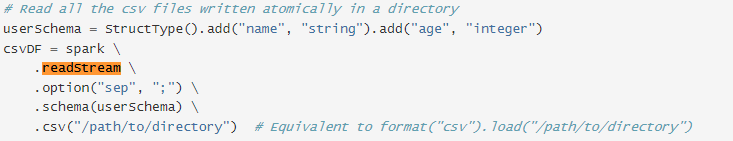 # Read all the csv files written atomically in a directory
userSchema = StructType().add("name", "string").add("age", "integer")
csvDF = spark \
    .readStream \
    .option("sep", ";") \
    .schema(userSchema) \
    .csv("/path/to/directory")  # Equivalent to format("csv").load("/path/to/directory")